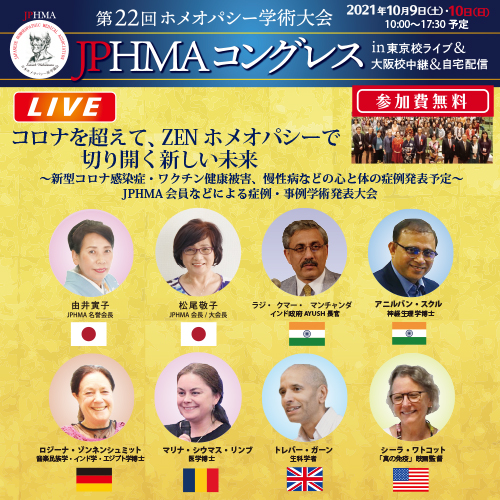 JPHMA
第22回 ホメオパシー学術大会
2021年10月9日(土)・10日(日)
10:00〜17:30 予定
JPHMA コングレス
in 東京校ライブ&
大阪校中継&自宅配信
LIVE
参加費無料
コロナを超えて、ZEN ホメオパシーで
切り開く新しい未来
〜新型コロナ感染症・ワクチン健康被害、慢性病などの心と体の症例発表予定〜
JPHMA 会員などによる症例・事例学術発表大会
由井寅子
JPHMA 名誉会長
松尾敬子
JPHMA 会長 / 大会長
ラジ・ クマー・ マンチャンダ
インド政府 AYUSH 長官
アニルバン・スクル
神経生理学博士
ロジーナ・ゾンネンシュミット
音楽民族学・インド学・エジプト学博士
マリナ・シウマス・リンブ
医学博士
トレバー・ガーン
生科学者
シーラ・ワトコット
「真の免疫」映画監督